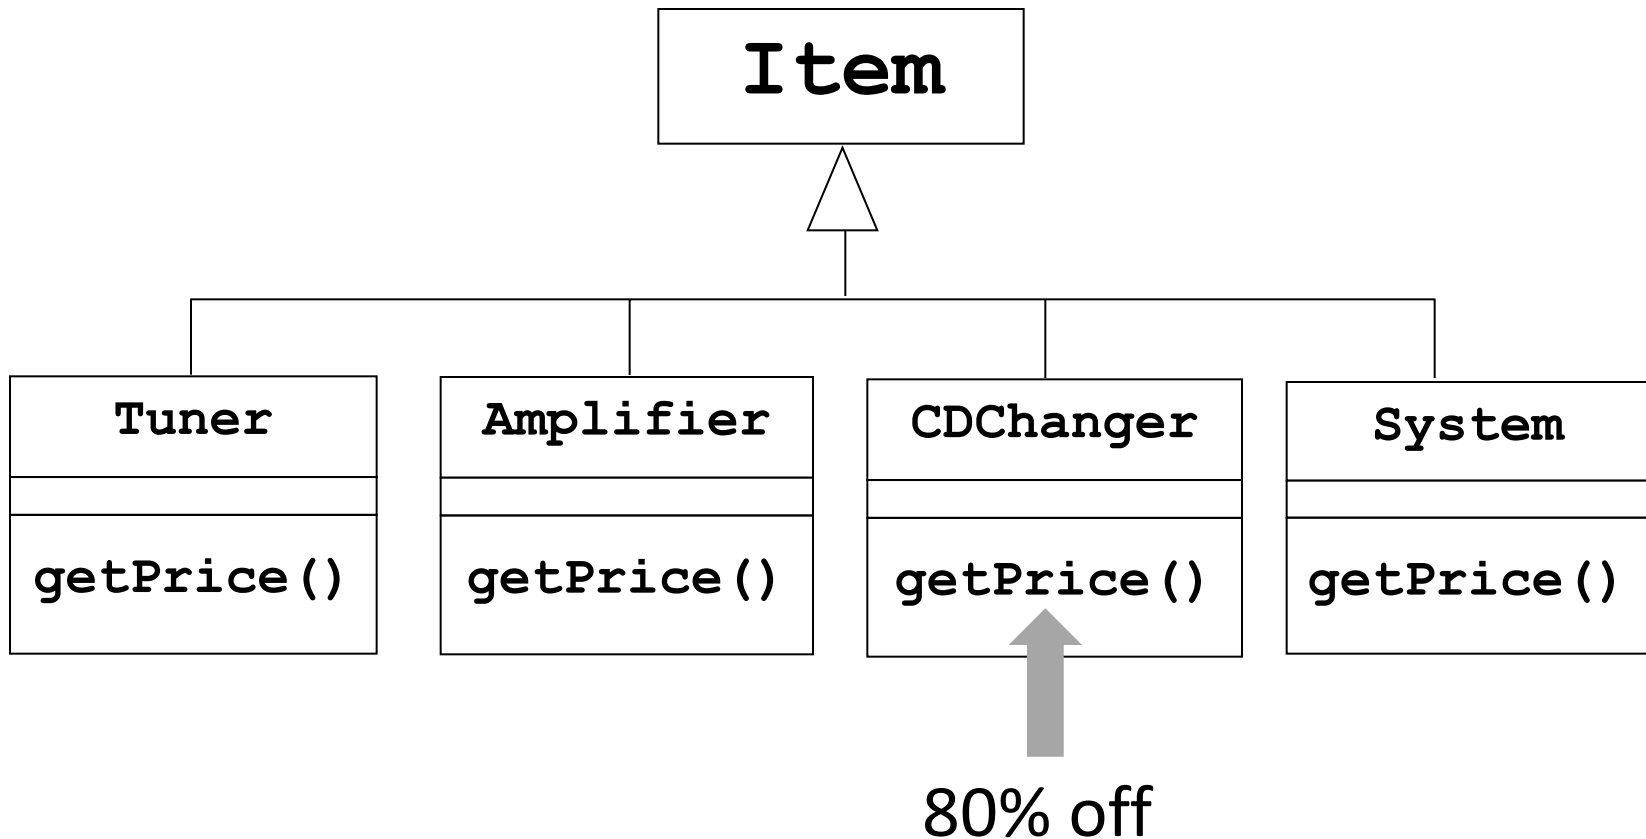 Item
Tuner
Amplifier
CDChanger
System
getPrice()
getPrice()
getPrice()
getPrice()
80% off